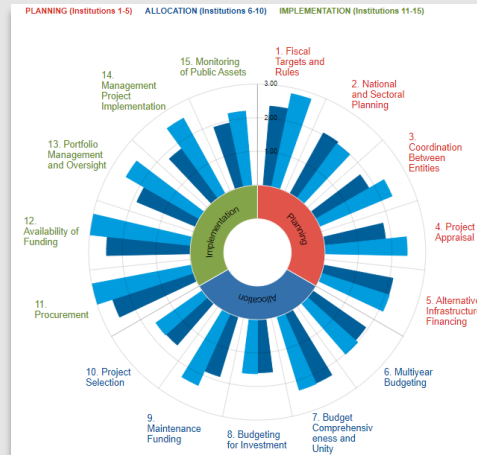 PLANNING (Institutions 1-5) ALLOCATION (Institutions 6-10) IMPLEMENTATION (Institutions 11-15)
1. Fiscal
Targets and
Rules
2. National
and Sectoral
Planning
3.
Coordination
Between
Entities
4. Project
Appraisal
5. Alternative
Infrastructure
Financing
6. Multiyear
Budgeting
7. Budget
Comprehensiv
eness and
Unity
8. Budgeting
for Investment
9.
Maintenance
Funding
10. Project
Selection
11.
Procurement
12.
Availability of
Funding
13. Portfolio
Management
and Oversight
14.
Management
Project
Implementation
15. Monitoring
of Public Assets
3.00
2.00
1.00
Planning
Allocation
Implementation